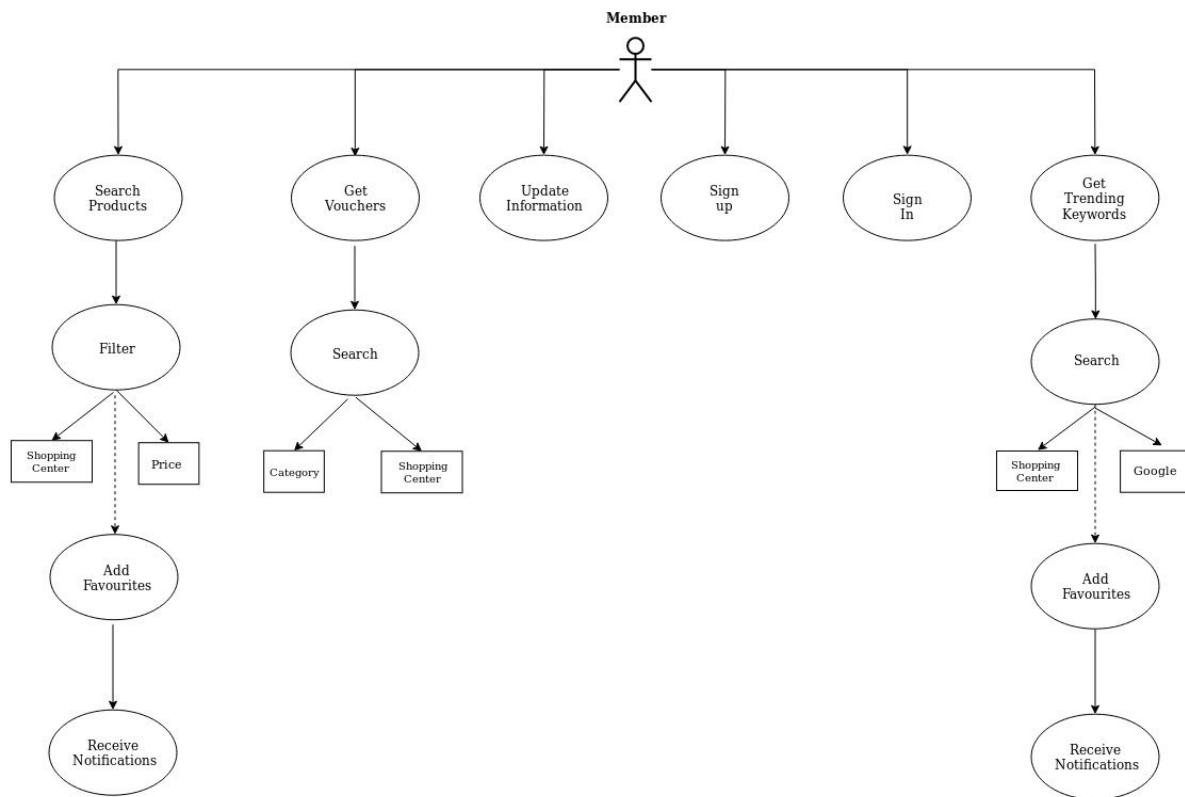 Member
Search
Products
Get
Vouchers
Update
Information
Sign
up
Sign
In
Get
Trending
Keywords
Filter
Search
Search
Shopping
Center
Price
Category
Shopping
Center
Shopping
Center
Google
Add
Favourites
Add
Favourites
Receive
Notifications
Receive
Notifications